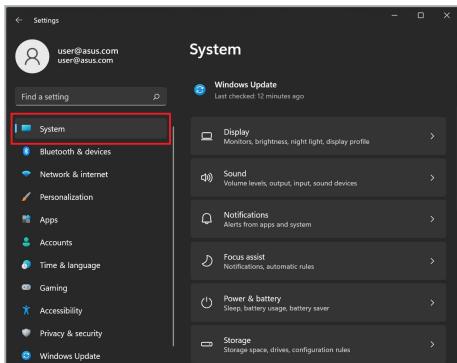 Settings
user@asus.com
user@asus.com
Find a setting
System
Bluetooth & devices
Network & internet
Personalization
Apps
Accounts
Time & language
Gaming
Accessibility
Privacy & security
Windows Update
System
Windows Update
Last checked: 12 minutes ago
Display
Monitors, brightness, night light, display profile
Sound
Volume levels, output, input, sound devices
Notifications
Alerts from apps and system
Focus assist
Notifications, automatic rules
Power & battery
Sleep, battery usage, battery saver
Storage
Storage space, drives, configuration rules